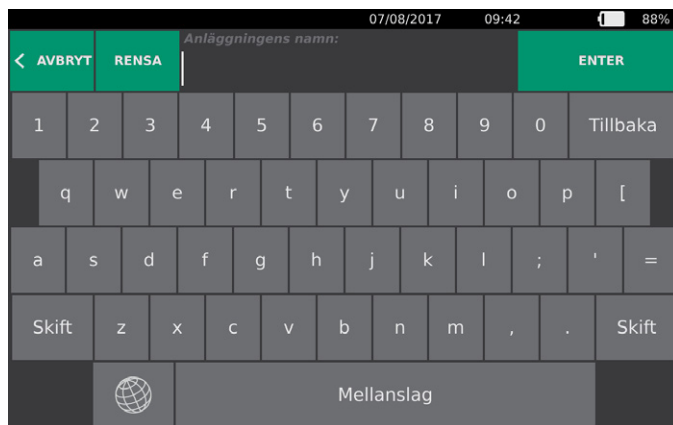 07/08/2017 09:42 88%
Anläggningens namn:
< AVBRYT RENSA ENTER
1 2 3 4 5 6 7 8 9 0 Tillbaka
q w e r t y u i o p [
a s d f g h j k l ; ' =
Skift z x c v b n m , . Skift
Mellanslag